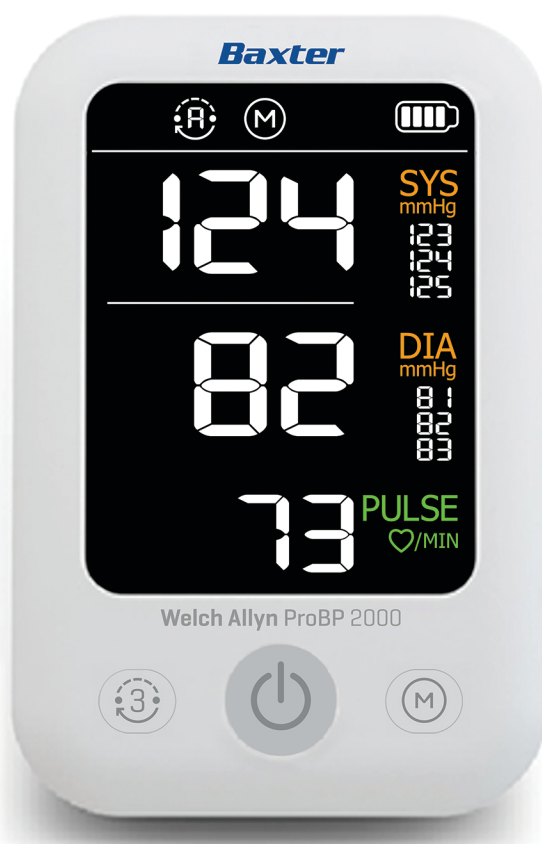 Baxter
A M
124
SYS
mmHg
123
124
125
82
DIA
mmHg
81
82
83
73
PULSE
/MIN
Welch Allyn ProBP 2000
3 M